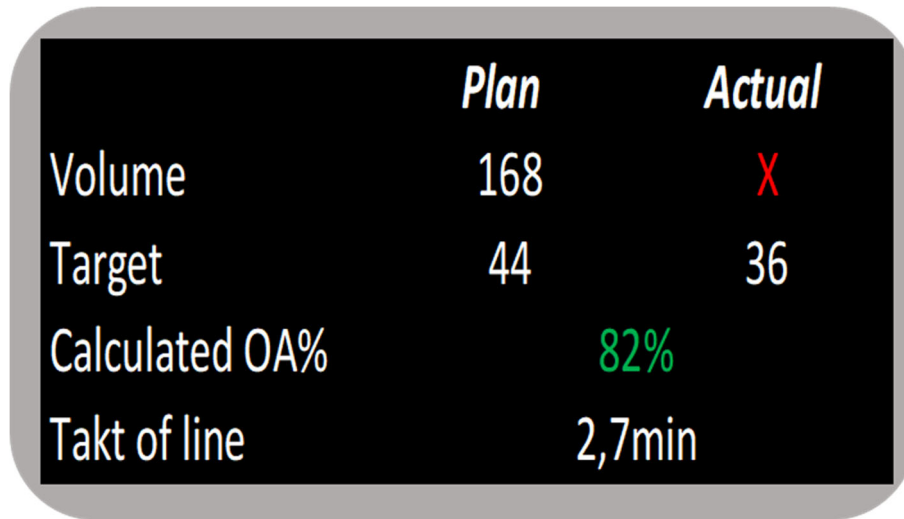 Plan Actual
Volume 168 X
Target 44 36
Calculated OA% 82%
Takt of line 2,7min